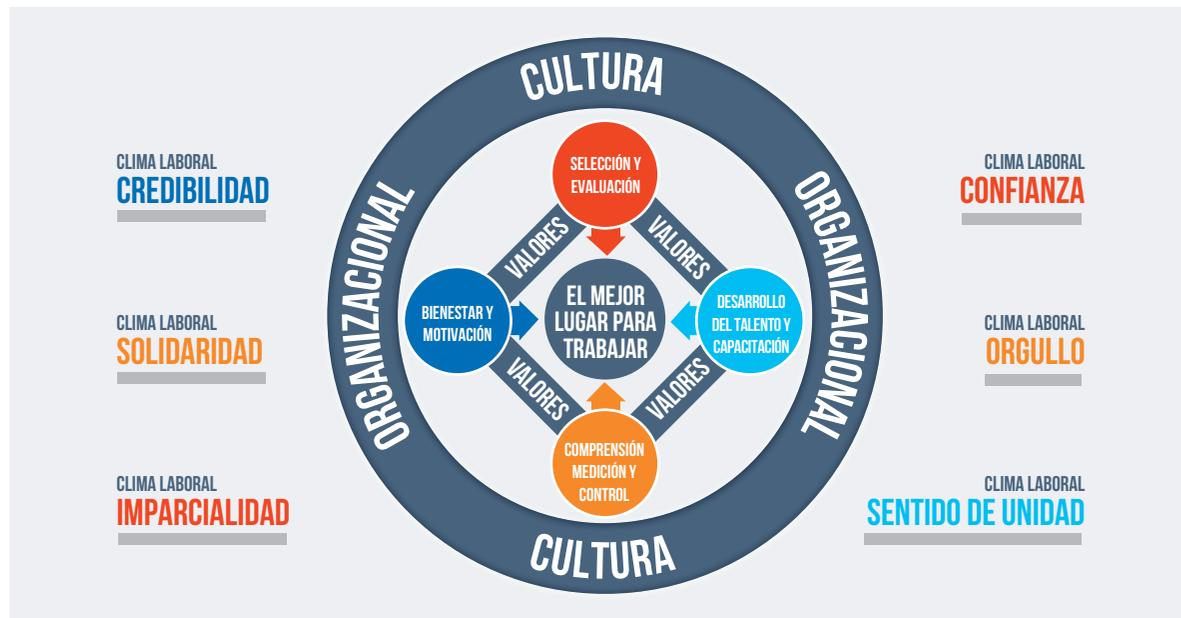 CULTURA
ORGANIZACIONAL
ORGANIZACIONAL
CULTURA
CLIMA LABORAL
CREDIBILIDAD
CLIMA LABORAL
SOLIDARIDAD
CLIMA LABORAL
IMPARCIALIDAD
SELECCIÓN Y
EVALUACIÓN
VALORES
VALORES
BIENESTAR Y
MOTIVACIÓN
EL MEJOR
LUGAR PARA
TRABAJAR
DESARROLLO
DEL TALENTO Y
CAPACITACIÓN
VALORES
VALORES
COMPRENSIÓN
MEDICIÓN Y
CONTROL
CLIMA LABORAL
CONFIANZA
CLIMA LABORAL
ORGULLO
CLIMA LABORAL
SENTIDO DE UNIDAD